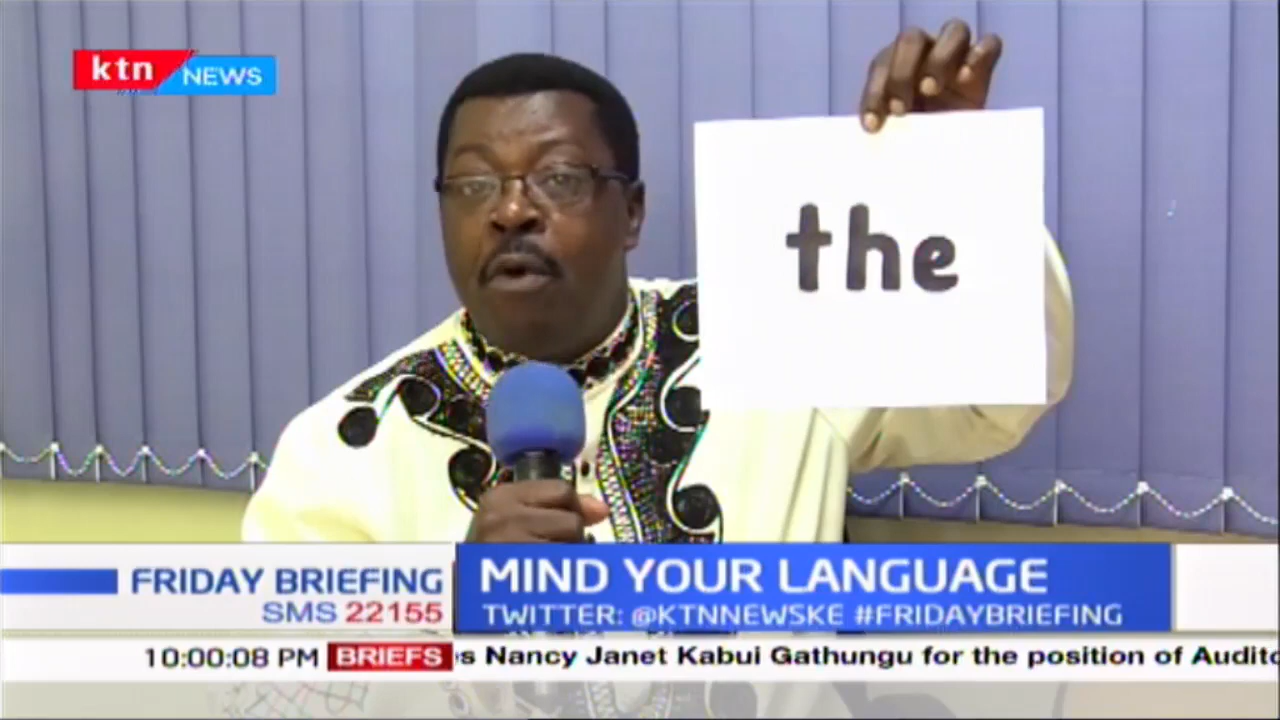 ktn NEWS
the
FRIDAY BRIEFING
SMS 22155
MIND YOUR LANGUAGE
TWITTER: @KTNNEWSKE #FRIDAYBRIEFING
10:00:08 PM BRIEFS s Nancy Janet Kabui Gathungu for the position of Audito